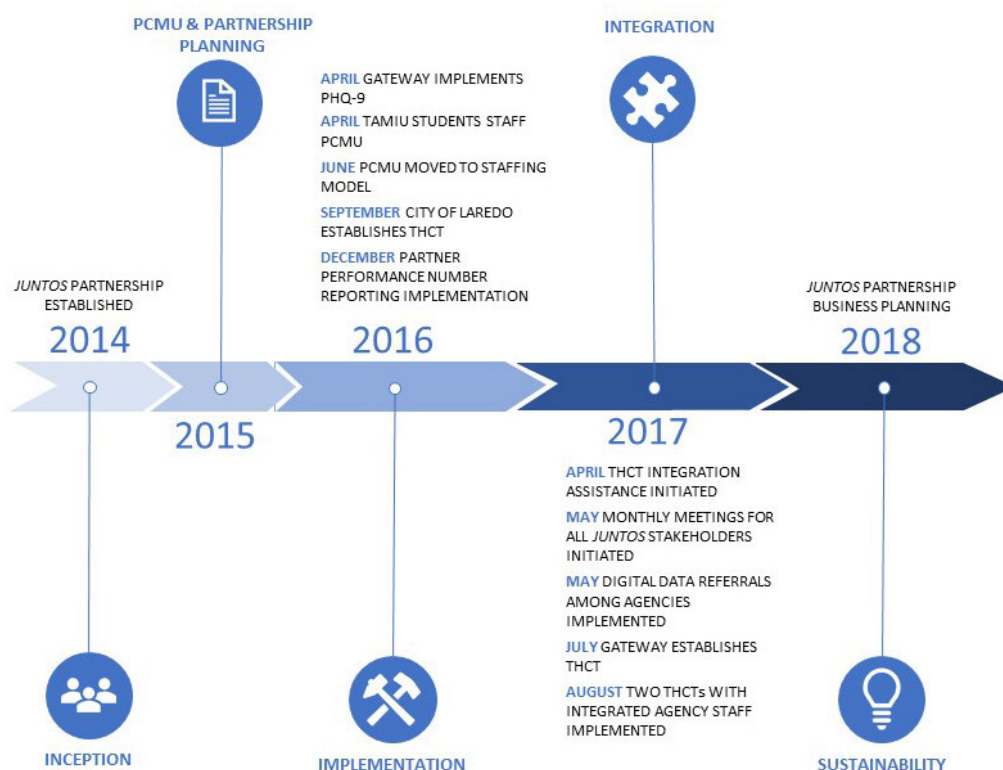 PCMU & PARTNERSHIP
PLANNING
INTEGRATION
APRIL GATEWAY IMPLEMENTS
PHQ-9
APRIL TAMIU STUDENTS STAFF
PCMU
JUNE PCMU MOVED TO STAFFING
MODEL
SEPTEMBER CITY OF LAREDO
ESTABLISHES THCT
DECEMBER PARTNER
PERFORMANCE NUMBER
REPORTING IMPLEMENTATION
JUNTOS PARTNERSHIP
ESTABLISHED
2014
2016
JUNTOS PARTNERSHIP
BUSINESS PLANNING
2018
2015
2017
APRIL THCT INTEGRATION
ASSISTANCE INITIATED
MAY MONTHLY MEETINGS FOR
ALL JUNTOS STAKEHOLDERS
INITIATED
MAY DIGITAL DATA REFERRALS
AMONG AGENCIES
IMPLEMENTED
JULY GATEWAY ESTABLISHES
THCT
AUGUST TWO THCTs WITH
INTEGRATED AGENCY STAFF
IMPLEMENTED
INCEPTION
IMPLEMENTATION
SUSTAINABILITY